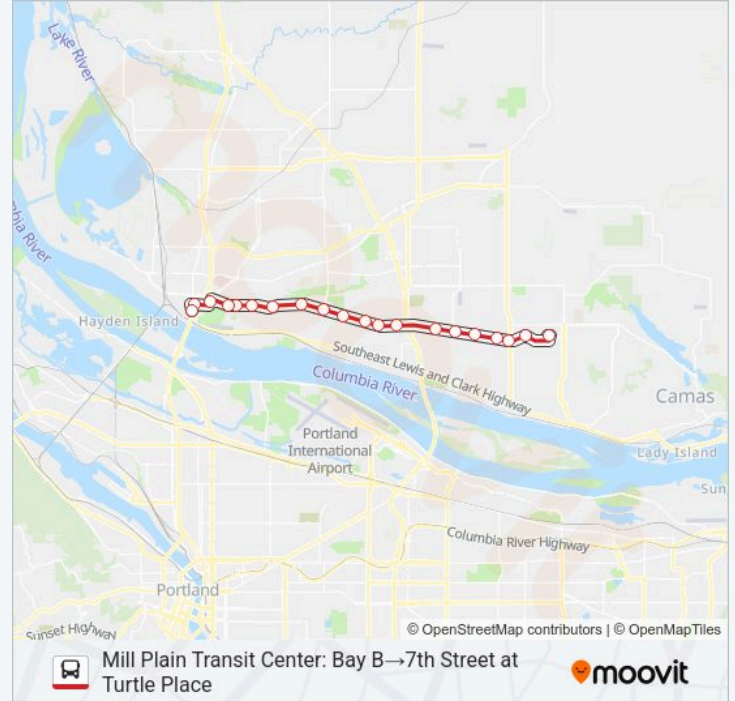 Lake River
mbia River
Hayden Island
Southeast Lewis and Clark Highway
Columbia River
Camas
Portland
International
Airport
Lady Island
Sun
Columbia River Highway
Portland
Sunset Highway
© OpenStreetMap contributors | © OpenMapTiles
Mill Plain Transit Center: Bay B→7th Street at
Turtle Place
moovit